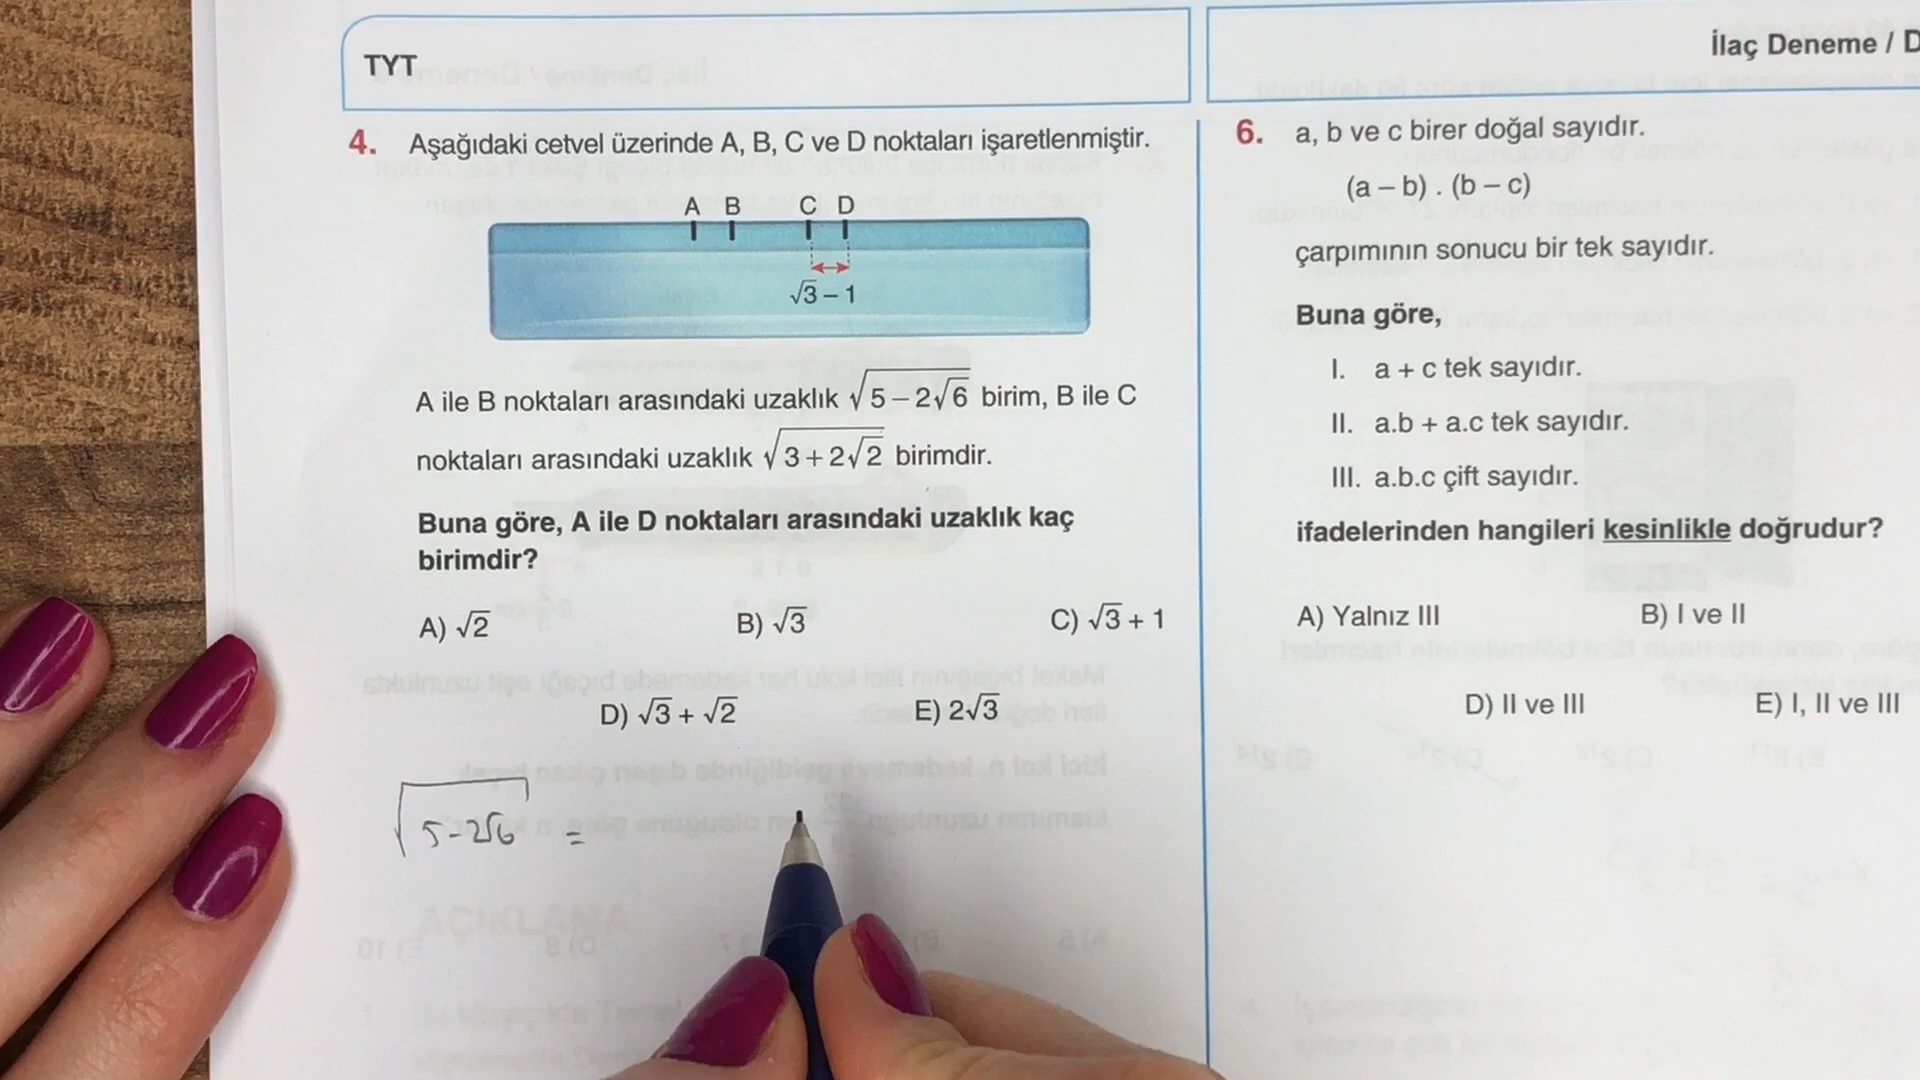 TYT
4. Aşağıdaki cetvel üzerinde A, B, C ve D noktaları işaretlenmiştir.
A B C D
√3 – 1
A ile B noktaları arasındaki uzaklık √(5 – 2√6) birim, B ile C
noktaları arasındaki uzaklık √(3 + 2√2) birimdir.
Buna göre, A ile D noktaları arasındaki uzaklık kaç
birimdir?
A) √2 B) √3 C) √3 + 1
D) √3 + √2 E) 2√3
√(5-2√6) =
İlaç Deneme / D
6. a, b ve c birer doğal sayıdır.
(a – b) . (b – c)
çarpımının sonucu bir tek sayıdır.
Buna göre,
I. a + c tek sayıdır.
II. a.b + a.c tek sayıdır.
III. a.b.c çift sayıdır.
ifadelerinden hangileri kesinlikle doğrudur?
A) Yalnız III B) I ve II
D) II ve III E) I, II ve III